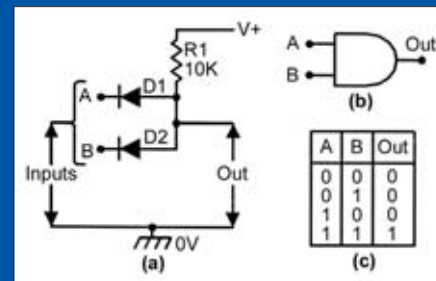 V+
R1
10K
A D1
B D2
Inputs
Out
0V
(a)
A
B
Out
(b)
A B Out
0 0 0
0 1 0
1 0 0
1 1 1
(c)